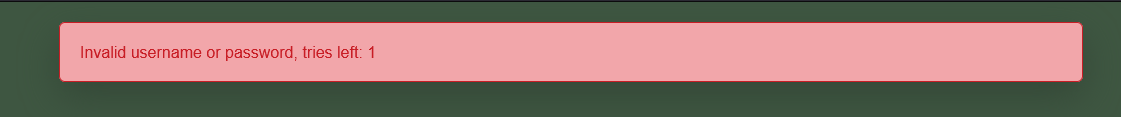 Invalid username or password, tries left: 1